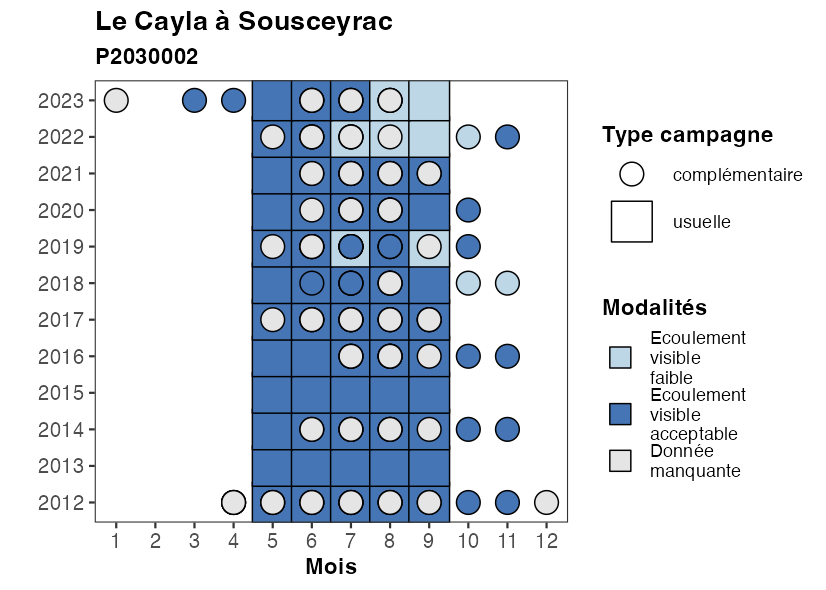 Le Cayla à Sousceyrac
P2030002
2023
2022
2021
2020
2019
2018
2017
2016
2015
2014
2013
2012
1 2 3 4 5 6 7 8 9 10 11 12
Mois
Type campagne
complémentaire
usuelle
Modalités
Ecoulement
visible
faible
Ecoulement
visible
acceptable
Donnée
manquante